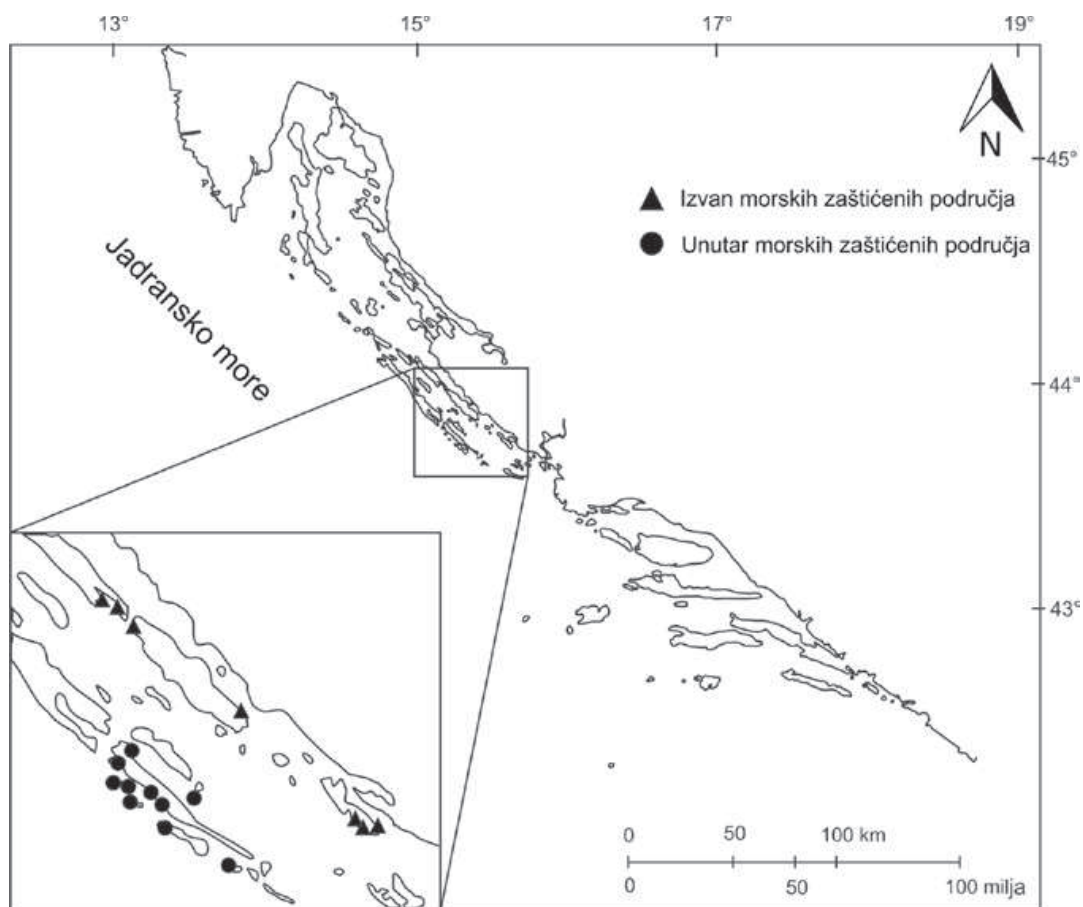 13° 15° 17° 19°
N
45°
Izvan morskih zaštićenih područja
Unutar morskih zaštićenih područja
Jadransko more
44°
43°
0 50 100 km
0 50 100 milja